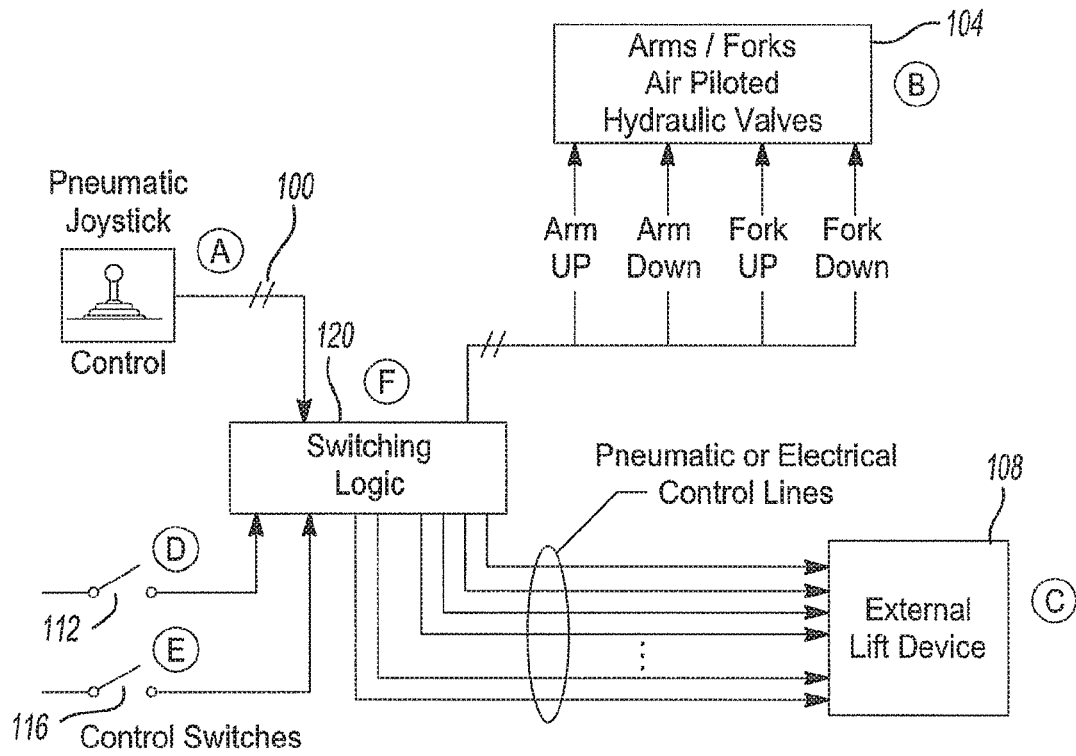 104
Arms / Forks
Air Piloted
Hydraulic Valves
B
Pneumatic
Joystick
A
100
Control
Arm
UP
Arm
Down
Fork
UP
Fork
Down
120
F
Switching
Logic
Pneumatic or Electrical
Control Lines
108
D
112
E
116
Control Switches
External
Lift Device
C